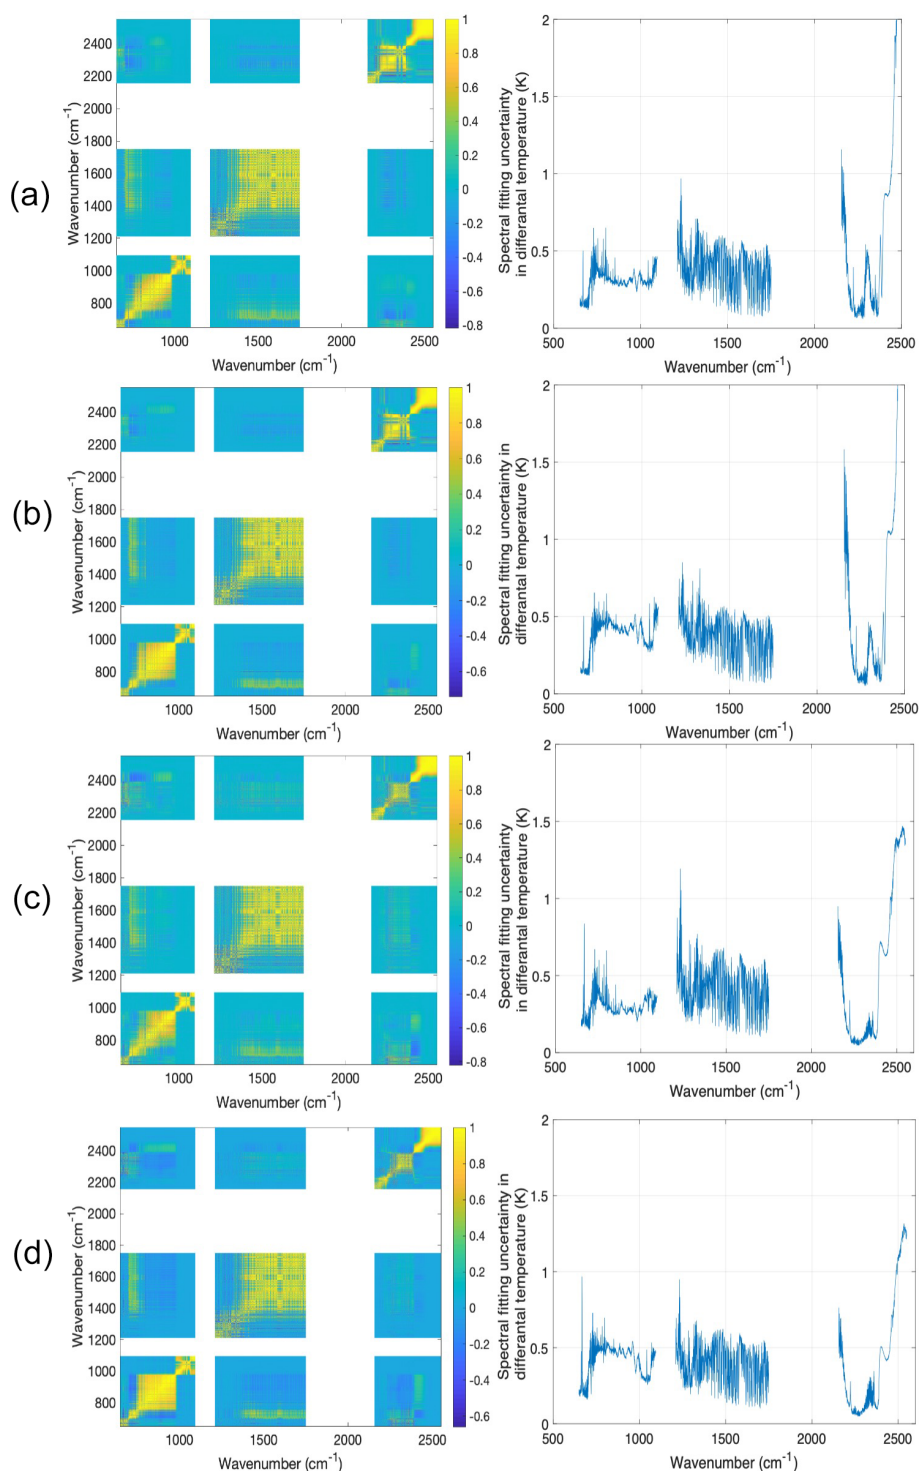 (a)
Wavenumber (cm⁻¹)
2400
2200
2000
1800
1600
1400
1200
1000
800
1000 1500 2000 2500
Wavenumber (cm⁻¹)
1
0.8
0.6
0.4
0.2
0
-0.2
-0.4
-0.6
-0.8
Spectral fitting uncertainty
in differantal temperature (K)
2
1.5
1
0.5
0
500 1000 1500 2000 2500
Wavenumber (cm⁻¹)
(b)
Wavenumber (cm⁻¹)
2400
2200
2000
1800
1600
1400
1200
1000
800
1000 1500 2000 2500
Wavenumber (cm⁻¹)
1
0.8
0.6
0.4
0.2
0
-0.2
-0.4
-0.6
Spectral fitting uncertainty in
differantal temperature (K)
2
1.5
1
0.5
0
500 1000 1500 2000 2500
Wavenumber (cm⁻¹)
(c)
Wavenumber (cm⁻¹)
2400
2200
2000
1800
1600
1400
1200
1000
800
1000 1500 2000 2500
Wavenumber (cm⁻¹)
1
0.8
0.6
0.4
0.2
0
-0.2
-0.4
-0.6
-0.8
Spectral fitting uncertainty
in differantal temperature (K)
2
1.5
1
0.5
0
500 1000 1500 2000 2500
Wavenumber (cm⁻¹)
(d)
Wavenumber (cm⁻¹)
2400
2200
2000
1800
1600
1400
1200
1000
800
1000 1500 2000 2500
Wavenumber (cm⁻¹)
1
0.8
0.6
0.4
0.2
0
-0.2
-0.4
-0.6
Spectral fitting uncertainty in
differantal temperature (K)
2
1.5
1
0.5
0
500 1000 1500 2000 2500
Wavenumber (cm⁻¹)